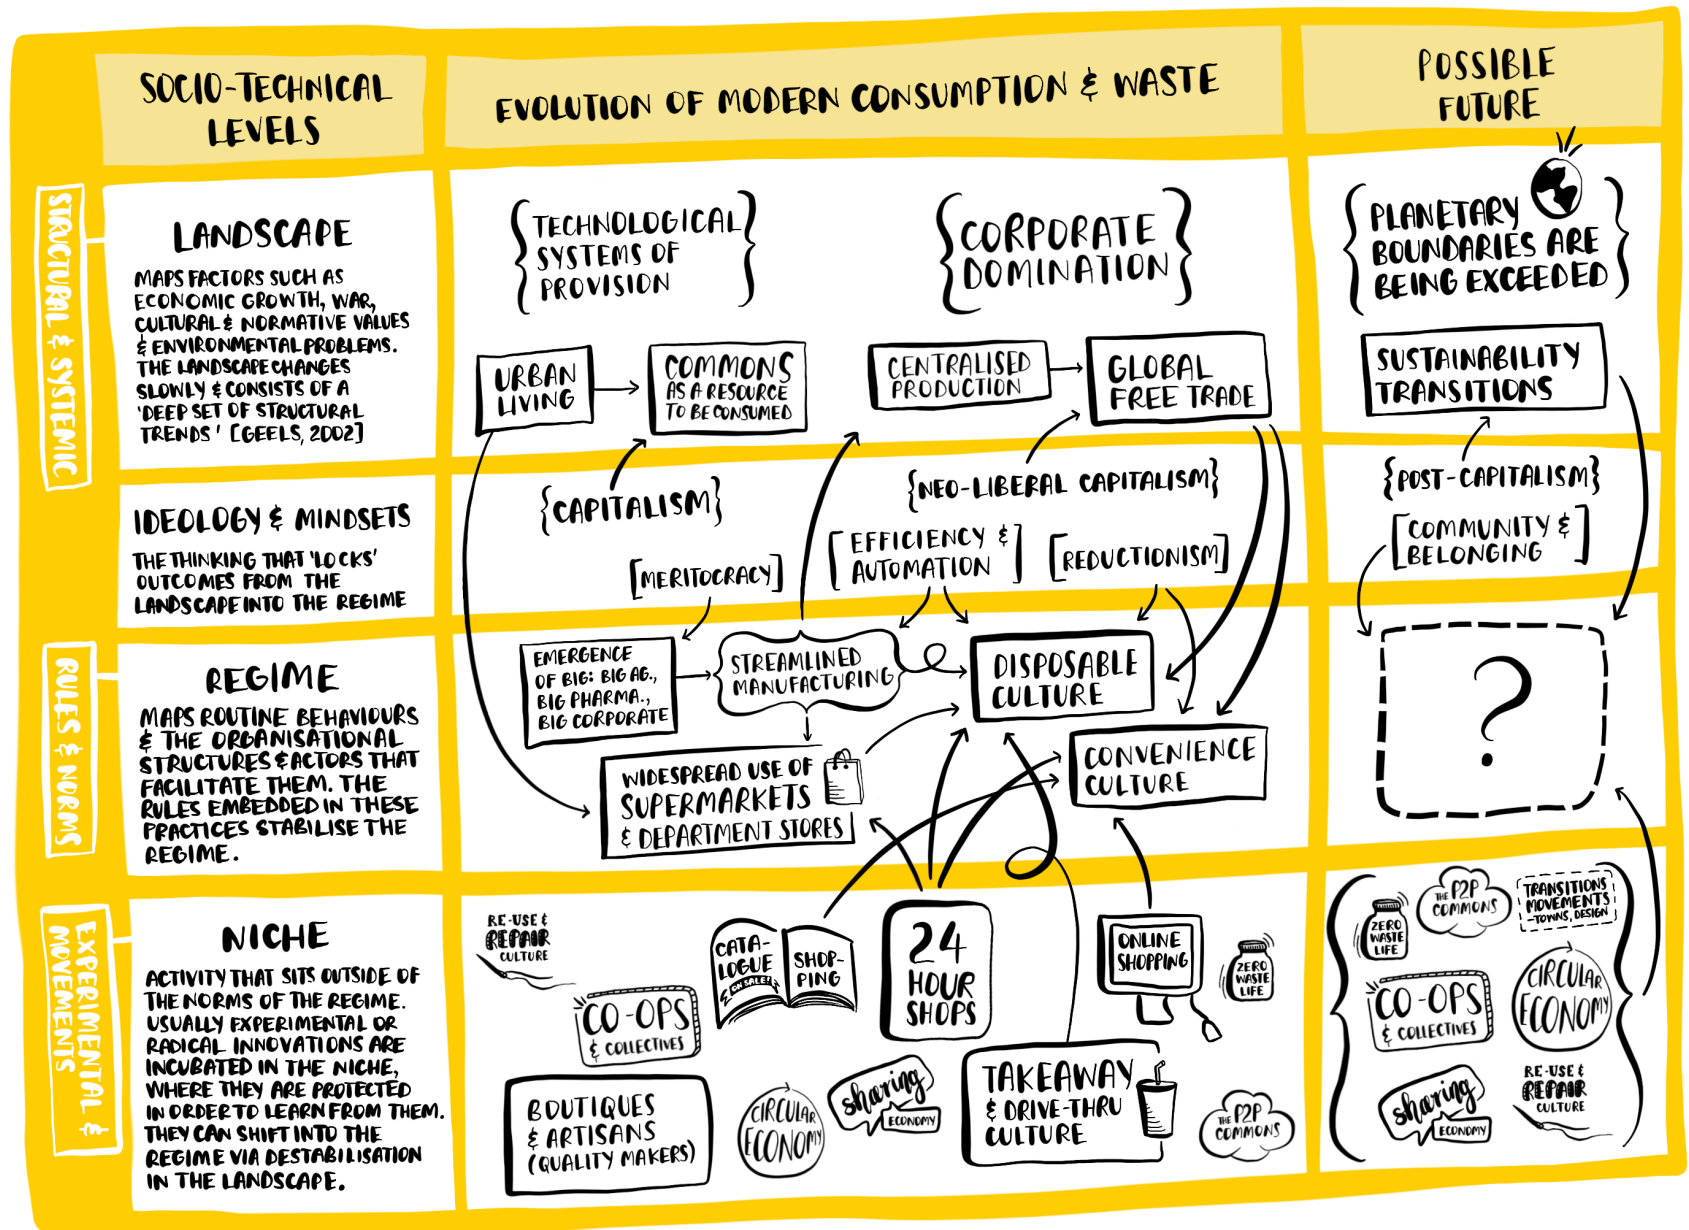 SOCIO-TECHNICAL
LEVELS
EVOLUTION OF MODERN CONSUMPTION & WASTE
POSSIBLE
FUTURE
STRUCTURAL & SYSTEMIC
LANDSCAPE
MAPS FACTORS SUCH AS
ECONOMIC GROWTH, WAR,
CULTURAL & NORMATIVE VALUES
& ENVIRONMENTAL PROBLEMS.
THE LANDSCAPE CHANGES
SLOWLY & CONSISTS OF A
'DEEP SET OF STRUCTURAL
TRENDS' [GEELS, 2002]
{TECHNOLOGICAL
SYSTEMS OF
PROVISION}
{CORPORATE
DOMINATION}
{PLANETARY
BOUNDARIES ARE
BEING EXCEEDED}
URBAN
LIVING
COMMONS
AS A RESOURCE
TO BE CONSUMED
CENTRALISED
PRODUCTION
GLOBAL
FREE TRADE
SUSTAINABILITY
TRANSITIONS
IDEOLOGY & MINDSETS
THE THINKING THAT 'LOCKS'
OUTCOMES FROM THE
LANDSCAPE INTO THE REGIME
{CAPITALISM}
[MERITOCRACY]
{NEO-LIBERAL CAPITALISM}
[EFFICIENCY &
AUTOMATION]
[REDUCTIONISM]
{POST-CAPITALISM}
[COMMUNITY &
BELONGING]
RULES & NORMS
REGIME
MAPS ROUTINE BEHAVIOURS
& THE ORGANISATIONAL
STRUCTURES & ACTORS THAT
FACILITATE THEM. THE
RULES EMBEDDED IN THESE
PRACTICES STABILISE THE
REGIME.
EMERGENCE
OF BIG: BIG AG.,
BIG PHARMA.,
BIG CORPORATE
{STREAMLINED
MANUFACTURING}
DISPOSABLE
CULTURE
WIDESPREAD USE OF
SUPERMARKETS
& DEPARTMENT STORES
CONVENIENCE
CULTURE
?
EXPERIMENTAL &
MOVEMENTS
NICHE
ACTIVITY THAT SITS OUTSIDE OF
THE NORMS OF THE REGIME.
USUALLY EXPERIMENTAL OR
RADICAL INNOVATIONS ARE
INCUBATED IN THE NICHE,
WHERE THEY ARE PROTECTED
IN ORDER TO LEARN FROM THEM.
THEY CAN SHIFT INTO THE
REGIME VIA DESTABILISATION
IN THE LANDSCAPE.
RE-USE &
REPAIR
CULTURE
CO-OPS
& COLLECTIVES
BOUTIQUES
& ARTISANS
(QUALITY MAKERS)
CATA-
LOGUE
ON SALE!
SHOP-
PING
CIRCULAR
ECONOMY
sharing
ECONOMY
24
HOUR
SHOPS
TAKEAWAY
& DRIVE-THRU
CULTURE
ONLINE
SHOPPING
ZERO
WASTE
LIFE
THE P2P
COMMONS
ZERO
WASTE
LIFE
THE P2P
COMMONS
TRANSITIONS
MOVEMENTS
-TOWNS, DESIGN
CO-OPS
& COLLECTIVES
CIRCULAR
ECONOMY
sharing
ECONOMY
RE-USE &
REPAIR
CULTURE